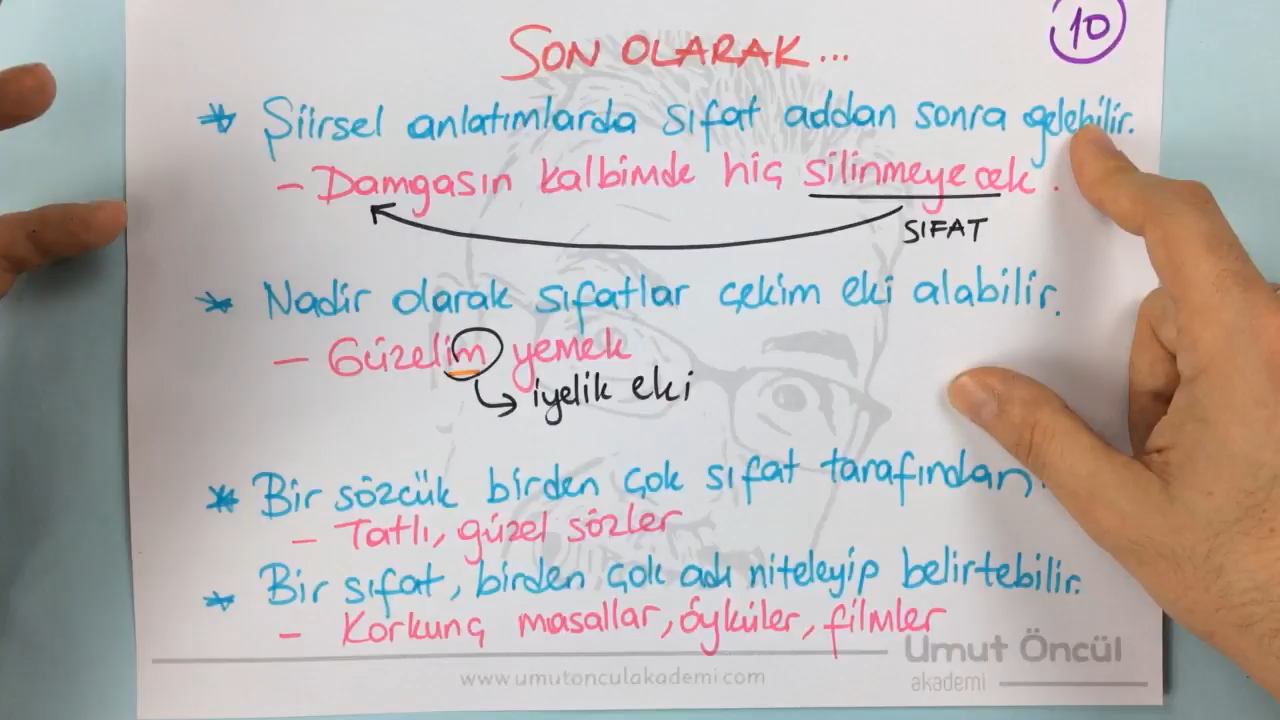 10
SON OLARAK...
* Şiirsel anlatımlarda sıfat addan sonra gelebilir.
- Damgasın kalbimde hiç silinmeyecek.
SIFAT
* Nadir olarak sıfatlar çekim eki alabilir.
- Güzelim yemek
iyelik eki
* Bir sözcük birden çok sıfat tarafından
- Tatlı, güzel sözler
* Bir sıfat, birden çok adı niteleyip belirtebilir.
- Korkunç masallar, öyküler, filmler
Umut Öncül
akademi
www.umutonculakademi.com